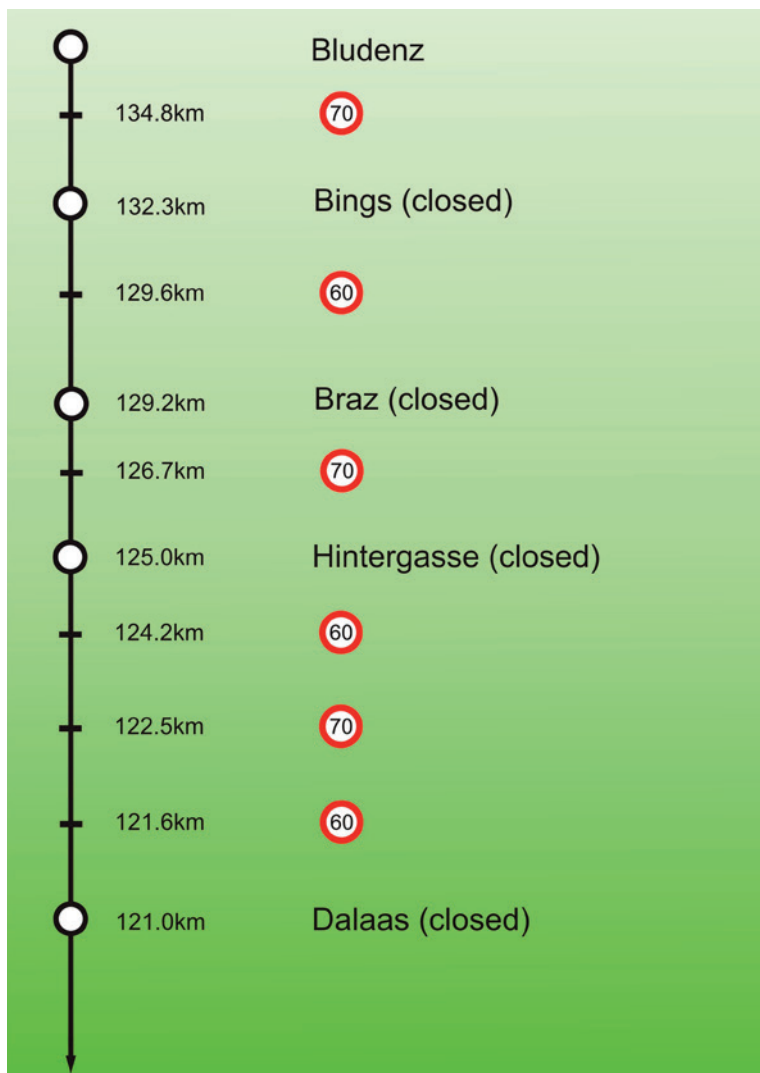 Bludenz
134.8km 70
132.3km Bings (closed)
129.6km 60
129.2km Braz (closed)
126.7km 70
125.0km Hintergasse (closed)
124.2km 60
122.5km 70
121.6km 60
121.0km Dalaas (closed)